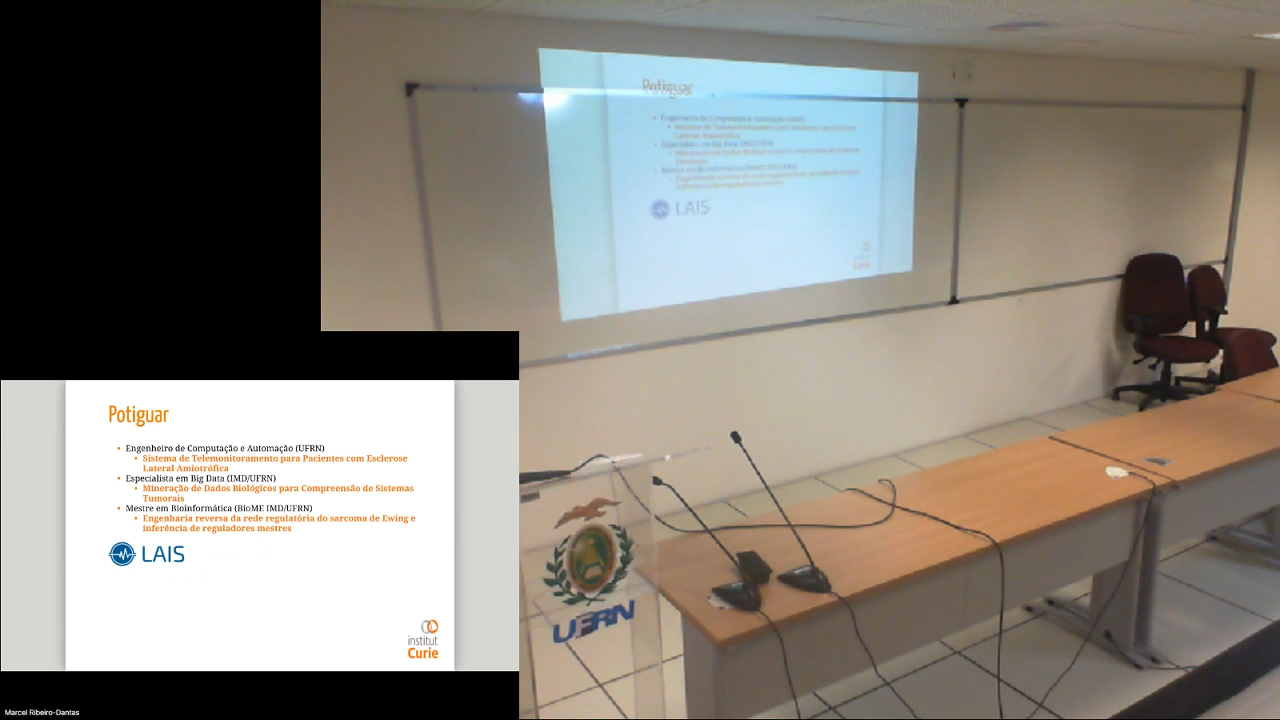 Potiguar
LAIS
Curie
Potiguar
Engenheiro de Computação e Automação (UFRN)
Sistema de Telemonitoramento para Pacientes com Esclerose
Lateral Amiotrófica
Especialista em Big Data (IMD/UFRN)
Mineração de Dados Biológicos para Compreensão de Sistemas
Tumorais
Mestre em Bioinformática (BioME IMD/UFRN)
Engenharia reversa da rede regulatória do sarcoma de Ewing e
inferência de reguladores mestres
LAIS
institut
Curie
UFRN
Marcel Ribeiro-Dantas